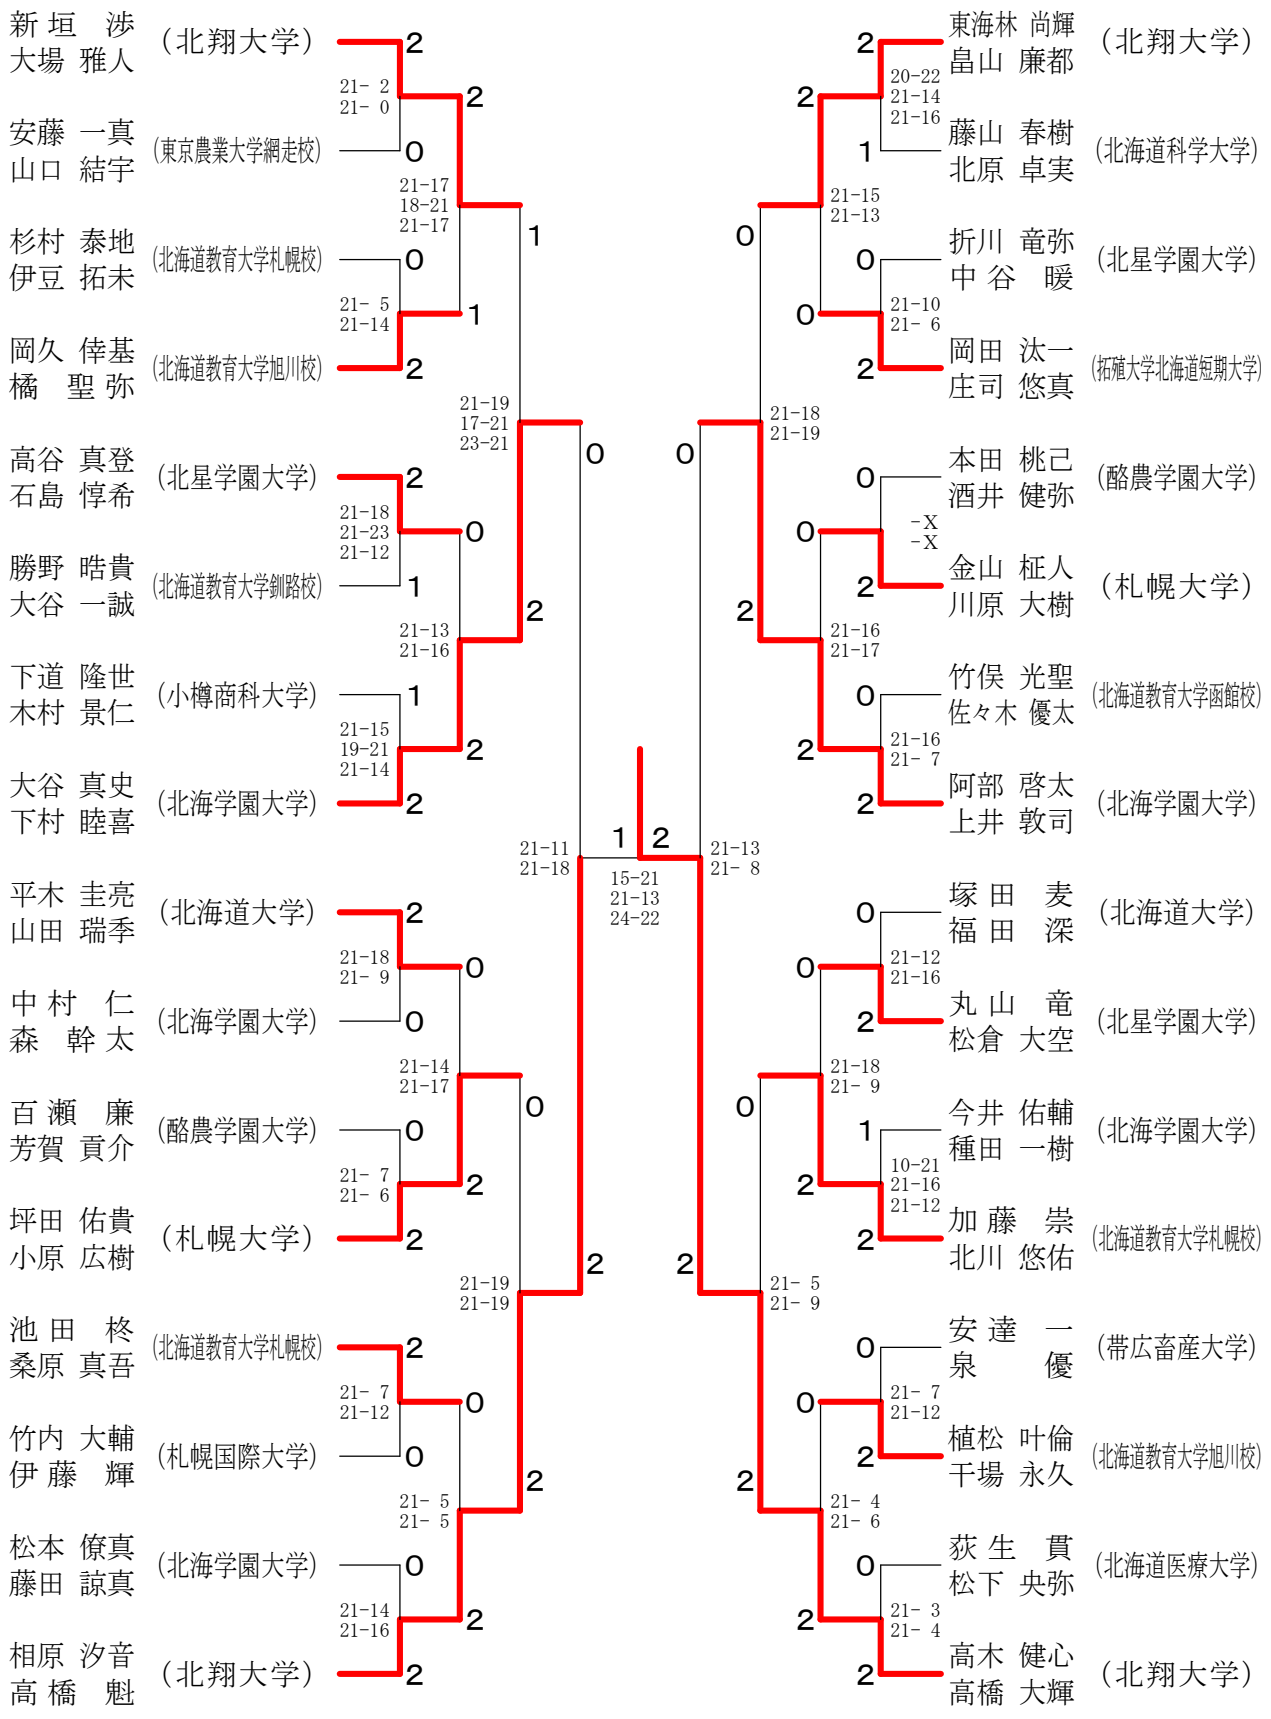 新垣 渉
大場 雅人
(北翔大学)
2
21- 2
21- 0
2
安藤 一真
山口 結宇
(東京農業大学網走校)
0
21-17
18-21
21-17
1
杉村 泰地
伊豆 拓未
(北海道教育大学札幌校)
0
21- 5
21-14
1
岡久 倖基
橘 聖弥
(北海道教育大学旭川校)
2
21-19
17-21
23-21
0
高谷 真登
石島 惇希
(北星学園大学)
2
21-18
21-23
21-12
0
勝野 晧貴
大谷 一誠
(北海道教育大学釧路校)
1
21-13
21-16
2
下道 隆世
木村 景仁
(小樽商科大学)
1
21-15
19-21
21-14
2
大谷 真史
下村 睦喜
(北海学園大学)
2
21-11
21-18
平木 圭亮
山田 瑞季
(北海道大学)
2
21-18
21- 9
0
中村 仁
森 幹太
(北海学園大学)
0
21-14
21-17
0
百瀬 廉
芳賀 貢介
(酪農学園大学)
0
21- 7
21- 6
2
坪田 佑貴
小原 広樹
(札幌大学)
2
21-19
21-19
2
池田 柊
桑原 真吾
(北海道教育大学札幌校)
2
21- 7
21-12
0
竹内 大輔
伊藤 輝
(札幌国際大学)
0
21- 5
21- 5
2
松本 僚真
藤田 諒真
(北海学園大学)
0
21-14
21-16
2
相原 汐音
高橋 魁
(北翔大学)
2
1
2
15-21
21-13
24-22
東海林 尚輝
畠山 廉都
(北翔大学)
2
20-22
21-14
21-16
2
藤山 春樹
北原 卓実
(北海道科学大学)
1
21-15
21-13
0
折川 竜弥
中谷 暖
(北星学園大学)
0
21-10
21- 6
0
岡田 汰一
庄司 悠真
(拓殖大学北海道短期大学)
2
21-18
21-19
0
本田 桃己
酒井 健弥
(酪農学園大学)
0
-X
-X
0
金山 柾人
川原 大樹
(札幌大学)
2
21-16
21-17
2
竹俣 光聖
佐々木 優太
(北海道教育大学函館校)
0
21-16
21- 7
2
阿部 啓太
上井 敦司
(北海学園大学)
2
21-13
21- 8
塚田 麦
福田 深
(北海道大学)
0
21-12
21-16
0
丸山 竜
松倉 大空
(北星学園大学)
2
21-18
21- 9
0
今井 佑輔
種田 一樹
(北海学園大学)
1
10-21
21-16
21-12
2
加藤 崇
北川 悠佑
(北海道教育大学札幌校)
2
21- 5
21- 9
2
安達 一
泉 優
(帯広畜産大学)
0
21- 7
21-12
0
植松 叶倫
干場 永久
(北海道教育大学旭川校)
2
21- 4
21- 6
2
荻生 貫
松下 央弥
(北海道医療大学)
0
21- 3
21- 4
2
高木 健心
高橋 大輝
(北翔大学)
2